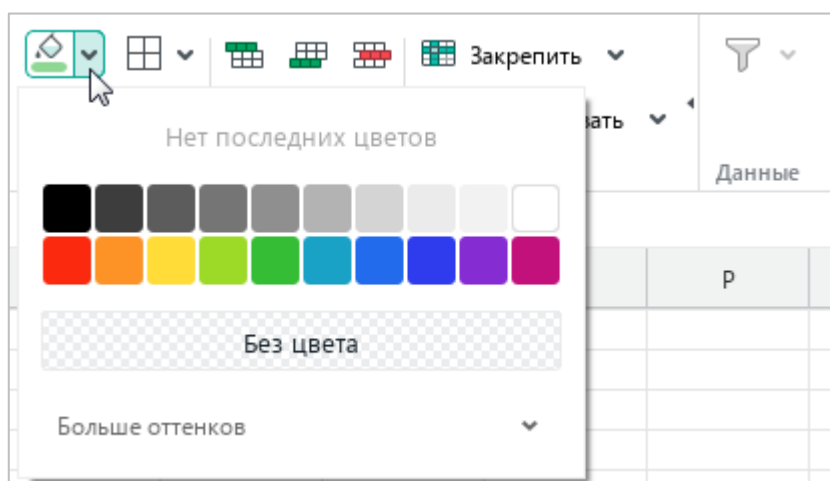 Закрепить
Нет последних цветов
вать
Данные
P
Без цвета
Больше оттенков